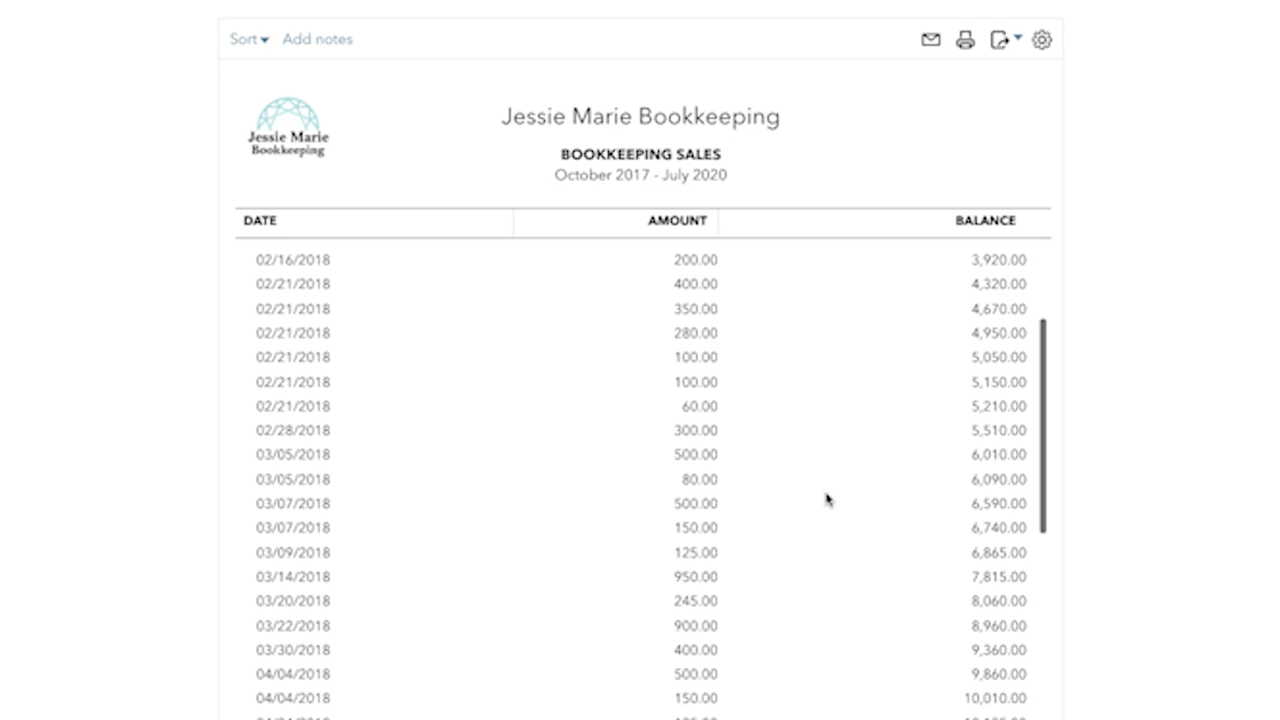 Sort Add notes
Jessie Marie
Bookkeeping
Jessie Marie Bookkeeping
BOOKKEEPING SALES
October 2017 - July 2020
DATE AMOUNT BALANCE
02/16/2018 200.00 3,920.00
02/21/2018 400.00 4,320.00
02/21/2018 350.00 4,670.00
02/21/2018 280.00 4,950.00
02/21/2018 100.00 5,050.00
02/21/2018 100.00 5,150.00
02/21/2018 60.00 5,210.00
02/28/2018 300.00 5,510.00
03/05/2018 500.00 6,010.00
03/05/2018 80.00 6,090.00
03/07/2018 500.00 6,590.00
03/07/2018 150.00 6,740.00
03/09/2018 125.00 6,865.00
03/14/2018 950.00 7,815.00
03/20/2018 245.00 8,060.00
03/22/2018 900.00 8,960.00
03/30/2018 400.00 9,360.00
04/04/2018 500.00 9,860.00
04/04/2018 150.00 10,010.00